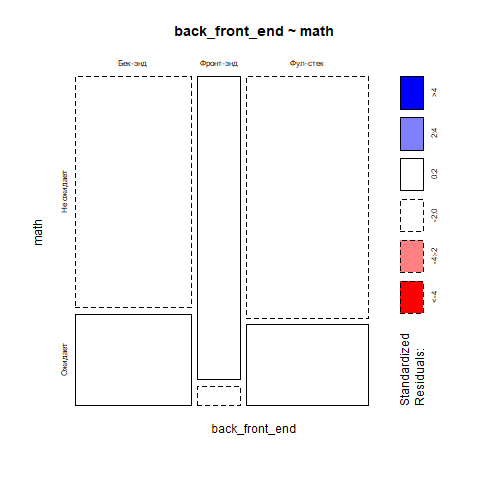 back_front_end ~ math
Бек-энд
Фронт-энд
Фул-стек
math
Не ожидает
Ожидает
back_front_end
Standardized
Residuals:
<-4
-4:-2
-2:0
0:2
2:4
>4